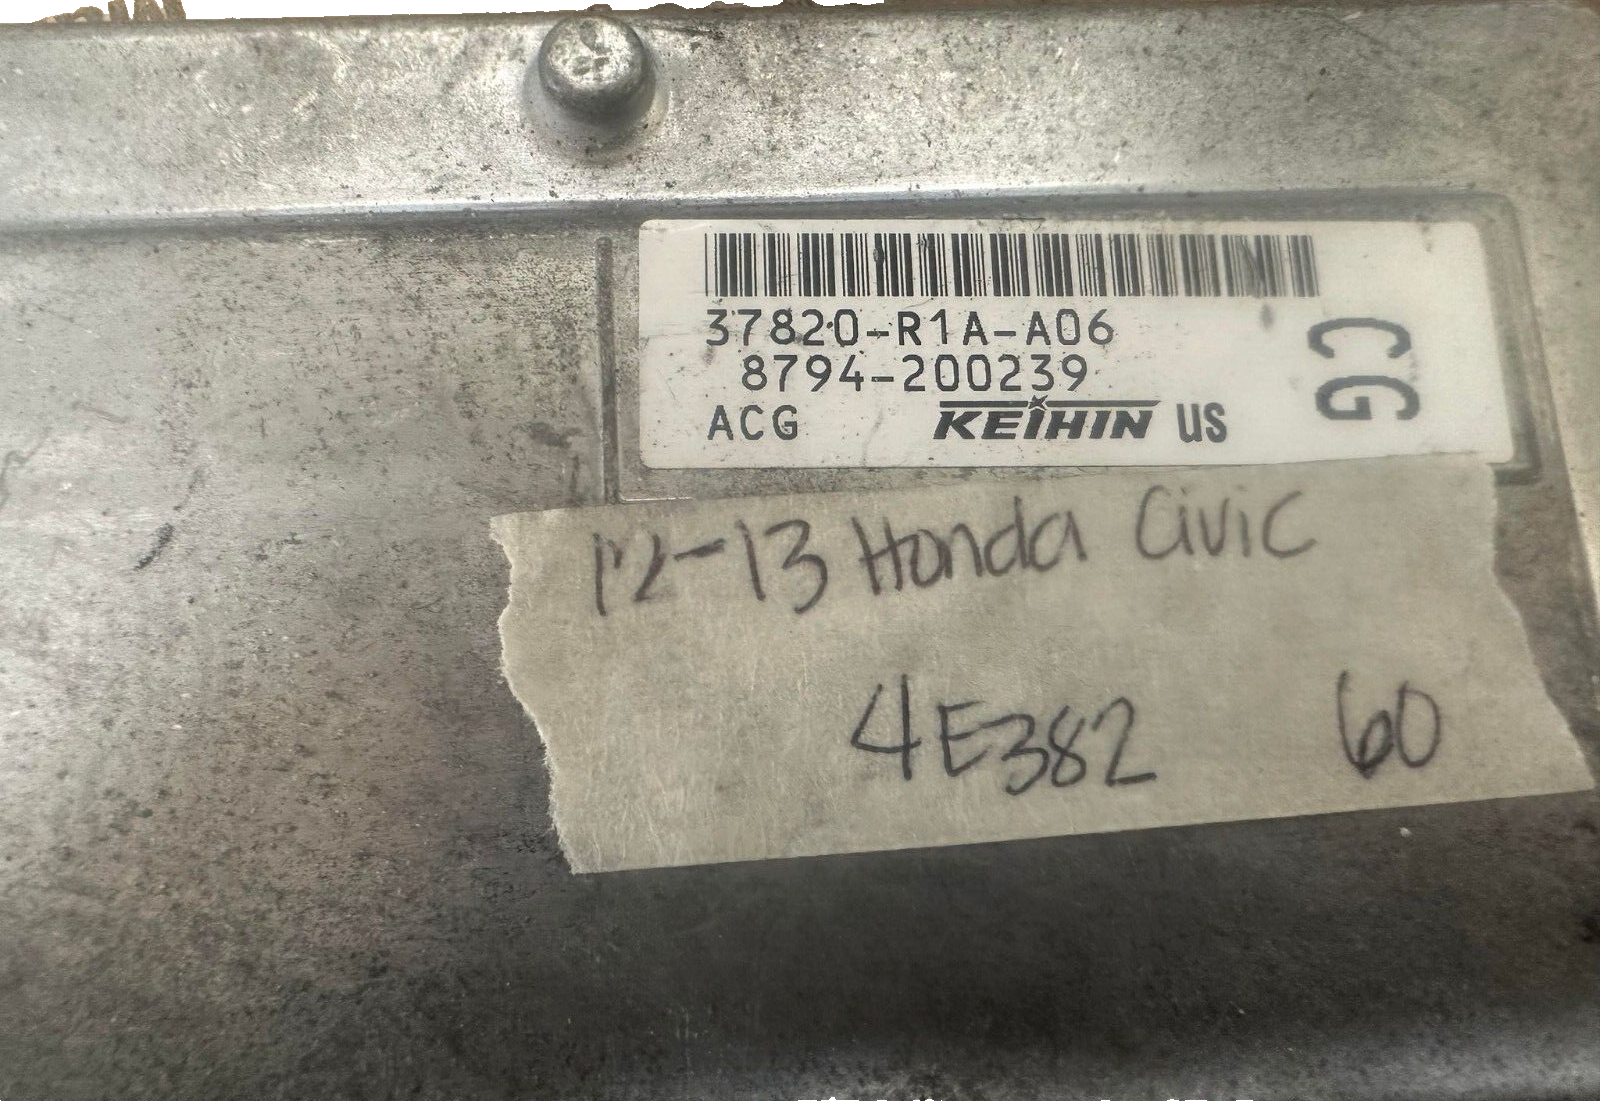 37820-R1A-A06
8794-200239
ACG KEIHIN US
CG
12-13 Honda Civic
4E382 60